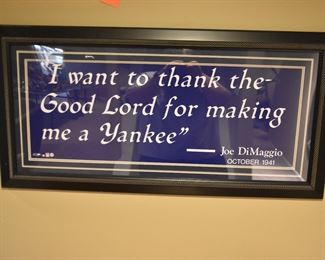 "I want to thank the
Good Lord for making
me a Yankee"
— Joe DiMaggio
OCTOBER 1941